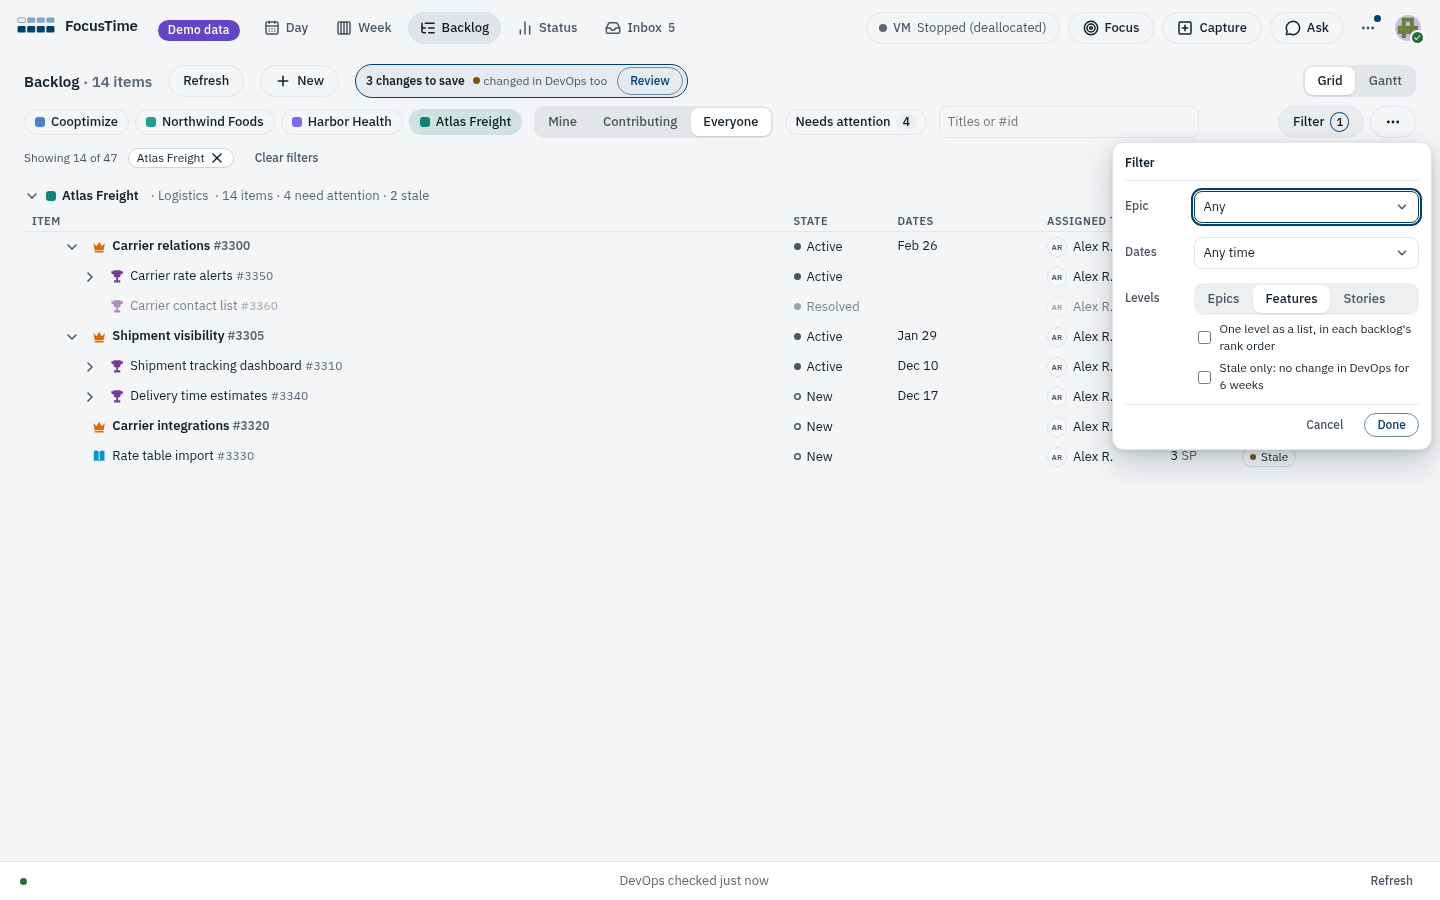 FocusTime
Demo data
Day
Week
Backlog
Status
Inbox 5
VM Stopped (deallocated)
Focus
Capture
Ask
Backlog · 14 items
Refresh
New
3 changes to save
changed in DevOps too
Review
Grid
Gantt
Cooptimize
Northwind Foods
Harbor Health
Atlas Freight
Mine
Contributing
Everyone
Needs attention 4
Titles or #id
Filter 1
Showing 14 of 47
Atlas Freight
Clear filters
Atlas Freight · Logistics · 14 items · 4 need attention · 2 stale
ITEM STATE DATES ASSIGNED
Carrier relations #3300 Active Feb 26 AR Alex R.
Carrier rate alerts #3350 Active AR Alex R.
Carrier contact list #3360 Resolved AR Alex R.
Shipment visibility #3305 Active Jan 29 AR Alex R.
Shipment tracking dashboard #3310 Active Dec 10 AR Alex R.
Delivery time estimates #3340 New Dec 17 AR Alex R.
Carrier integrations #3320 New AR Alex R.
Rate table import #3330 New AR Alex R. 3 SP Stale
Filter
Epic Any
Dates Any time
Levels Epics Features Stories
One level as a list, in each backlog's
rank order
Stale only: no change in DevOps for
6 weeks
Cancel
Done
DevOps checked just now
Refresh